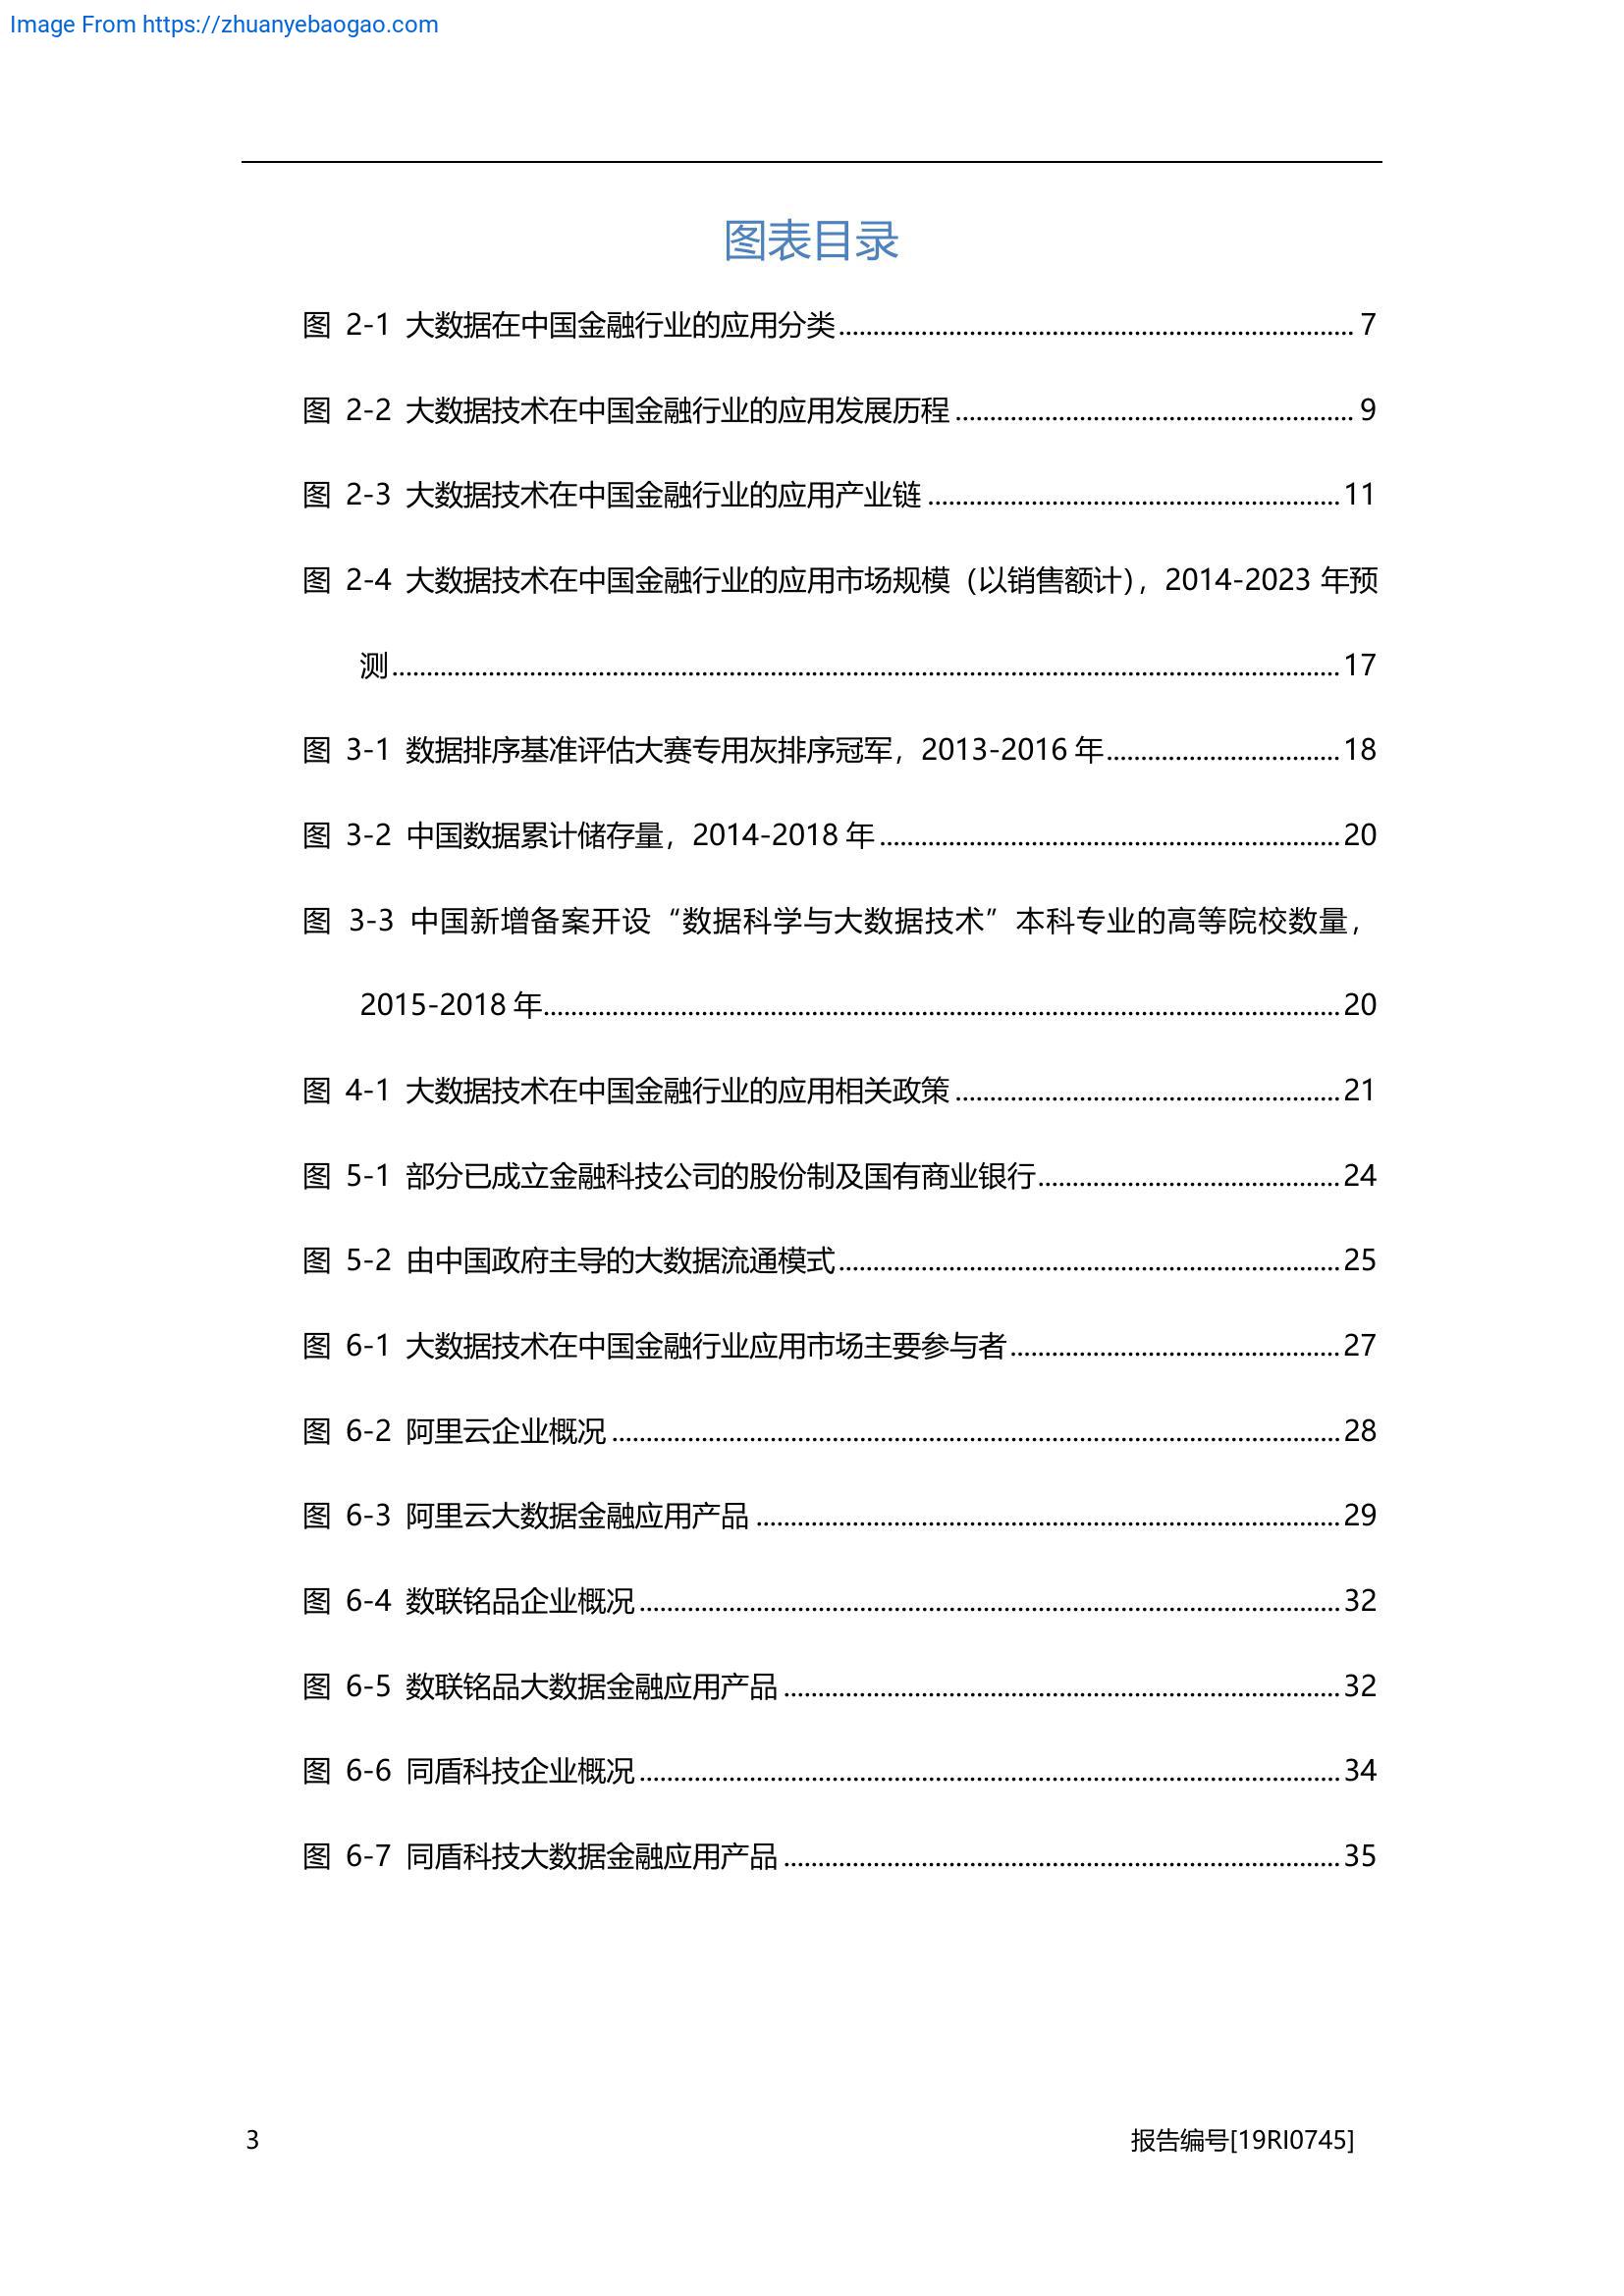 Image From https://zhuanyebaogao.com
图表目录
图 2-1 大数据在中国金融行业的应用分类........................................................................... 7
图 2-2 大数据技术在中国金融行业的应用发展历程.......................................................... 9
图 2-3 大数据技术在中国金融行业的应用产业链............................................................ 11
图 2-4 大数据技术在中国金融行业的应用市场规模（以销售额计），2014-2023 年预
测.......................................................................................................................................... 17
图 3-1 数据排序基准评估大赛专用灰排序冠军，2013-2016 年.................................. 18
图 3-2 中国数据累计储存量，2014-2018 年................................................................... 20
图 3-3 中国新增备案开设“数据科学与大数据技术”本科专业的高等院校数量，
2015-2018 年.................................................................................................................... 20
图 4-1 大数据技术在中国金融行业的应用相关政策........................................................ 21
图 5-1 部分已成立金融科技公司的股份制及国有商业银行............................................ 24
图 5-2 由中国政府主导的大数据流通模式......................................................................... 25
图 6-1 大数据技术在中国金融行业应用市场主要参与者................................................ 27
图 6-2 阿里云企业概况.......................................................................................................... 28
图 6-3 阿里云大数据金融应用产品..................................................................................... 29
图 6-4 数联铭品企业概况...................................................................................................... 32
图 6-5 数联铭品大数据金融应用产品................................................................................. 32
图 6-6 同盾科技企业概况...................................................................................................... 34
图 6-7 同盾科技大数据金融应用产品................................................................................. 35
3 报告编号[19RI0745]